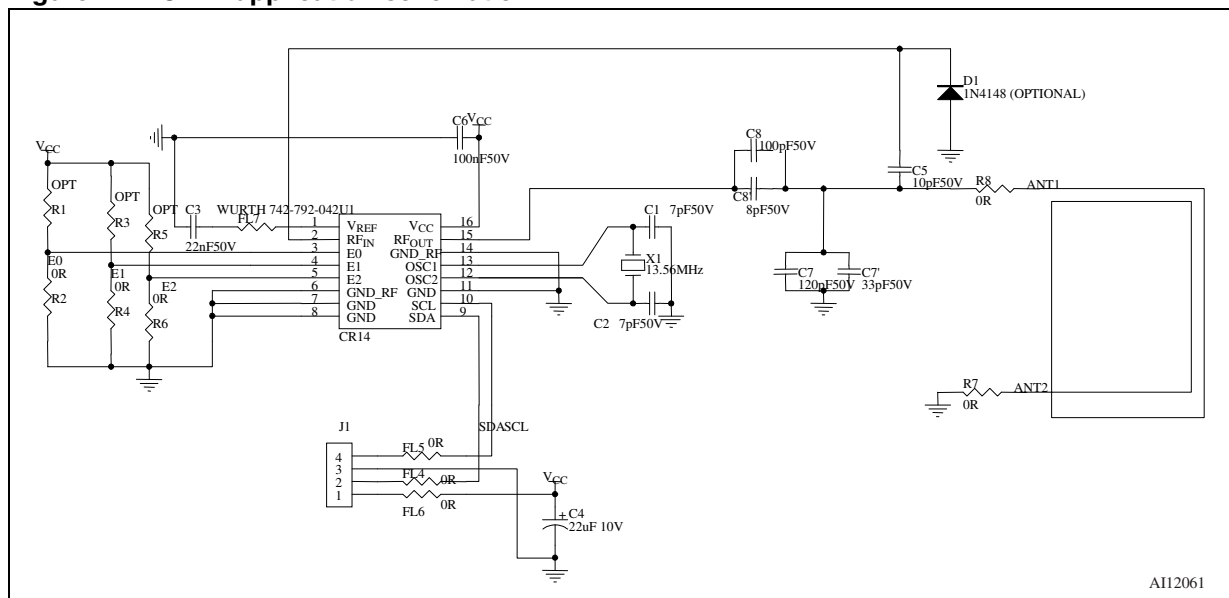 D1
1N4148 (OPTIONAL)
C6
VCC
100nF50V
C8
100pF50V
C8'
8pF50V
C5
10pF50V
R8
0R
ANT1
VCC
OPT
R1
OPT
R3
OPT
R5
C3
22nF50V
WURTH 742-792-042
FL7
U1
1 VREF VCC 16
2 RFIN RFOUT 15
3 E0 GND_RF 14
4 E1 OSC1 13
5 E2 OSC2 12
6 GND_RF GND 11
7 GND SCL 10
8 GND SDA 9
CR14
C1 7pF50V
X1
13.56MHz
C2 7pF50V
C7
120pF50V
C7'
33pF50V
E0
0R
R2
E1
0R
R4
E2
0R
R6
R7
0R
ANT2
J1
SDASCL
4
3
2
1
FL5 0R
FL4 0R
FL6 0R
VCC
+
C4
22uF 10V
AI12061